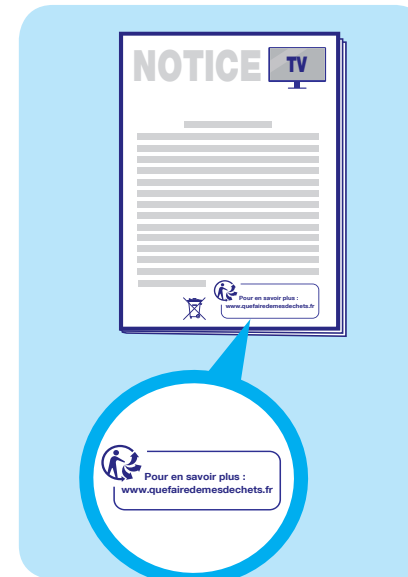 NOTICE
TV
Pour en savoir plus :
www.quefairedemesdechets.fr
Pour en savoir plus :
www.quefairedemesdechets.fr